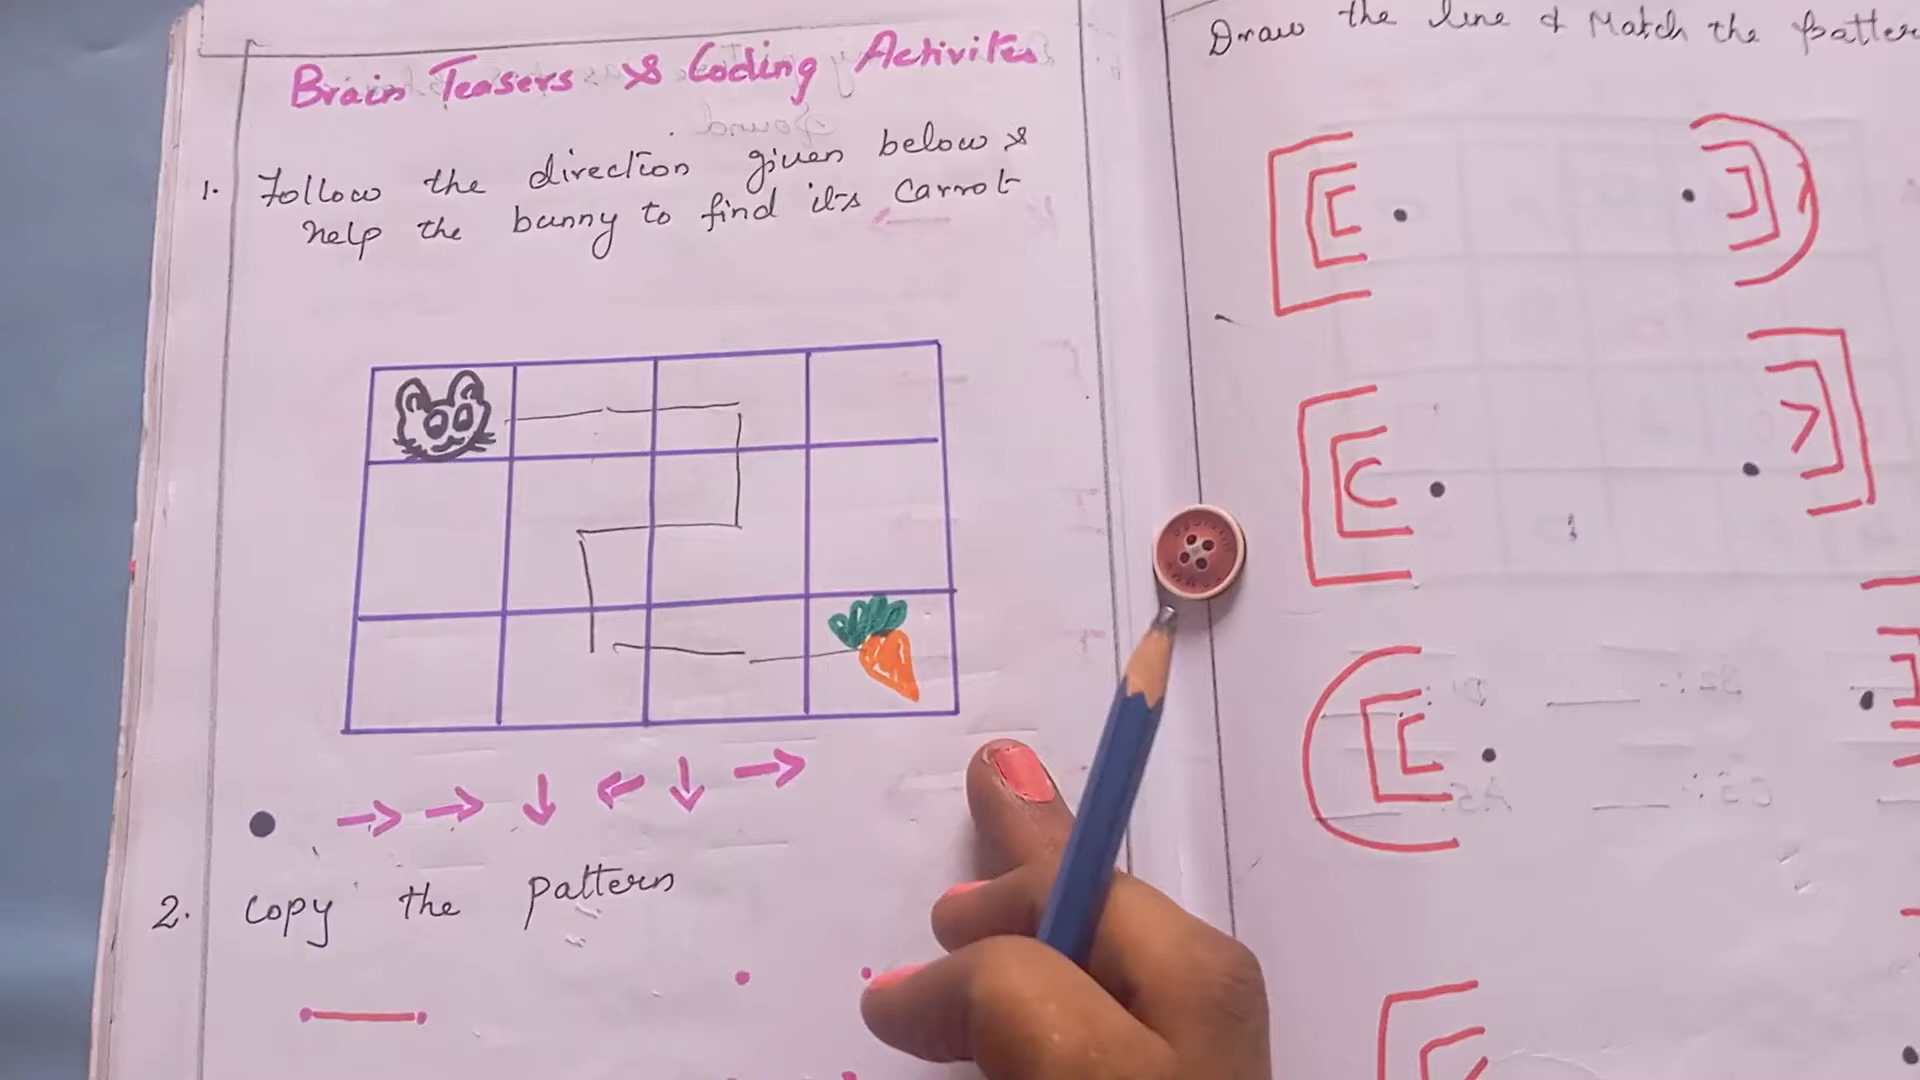 Brain Teasers & Coding Activites
1. Follow the direction given below &
help the bunny to find it's carrot
→ → ↓ ← ↓ →
2. Copy the pattern
Draw the line & Match the patter